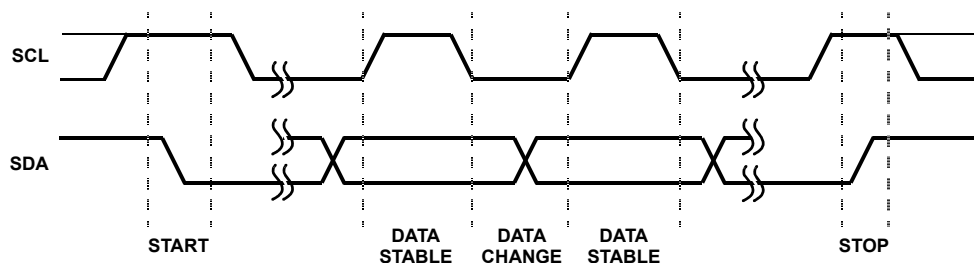 SCL
SDA
START
DATA
STABLE
DATA
CHANGE
DATA
STABLE
STOP